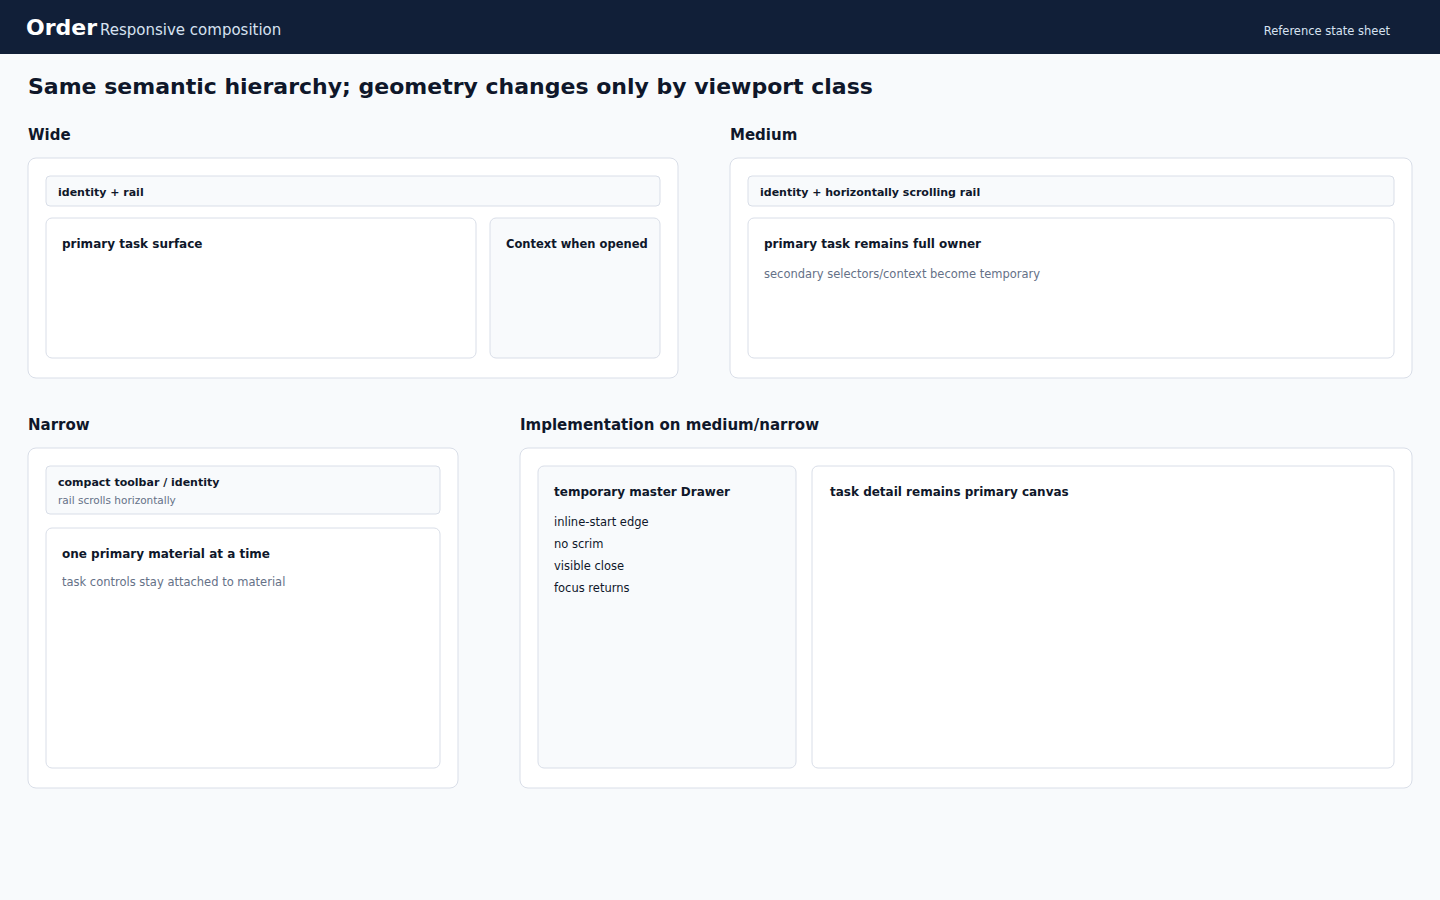 Order Responsive composition
Reference state sheet
Same semantic hierarchy; geometry changes only by viewport class
Wide
identity + rail
primary task surface
Context when opened
Medium
identity + horizontally scrolling rail
primary task remains full owner
secondary selectors/context become temporary
Narrow
compact toolbar / identity
rail scrolls horizontally
one primary material at a time
task controls stay attached to material
Implementation on medium/narrow
temporary master Drawer
inline-start edge
no scrim
visible close
focus returns
task detail remains primary canvas